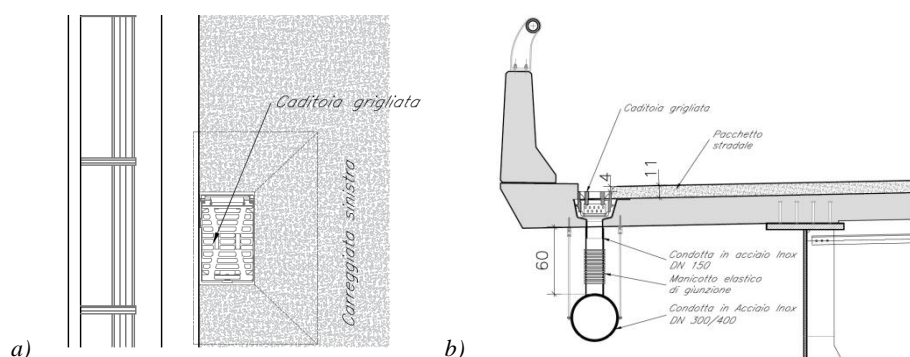 Caditoia grigliata
Carreggiata sinistra
a)
Caditoia grigliata
Pacchetto
stradale
4
11
60
Condotta in acciaio Inox
DN 150
Manicotto elastico
di giunzione
Condotta in Acciaio Inox
DN 300/400
b)